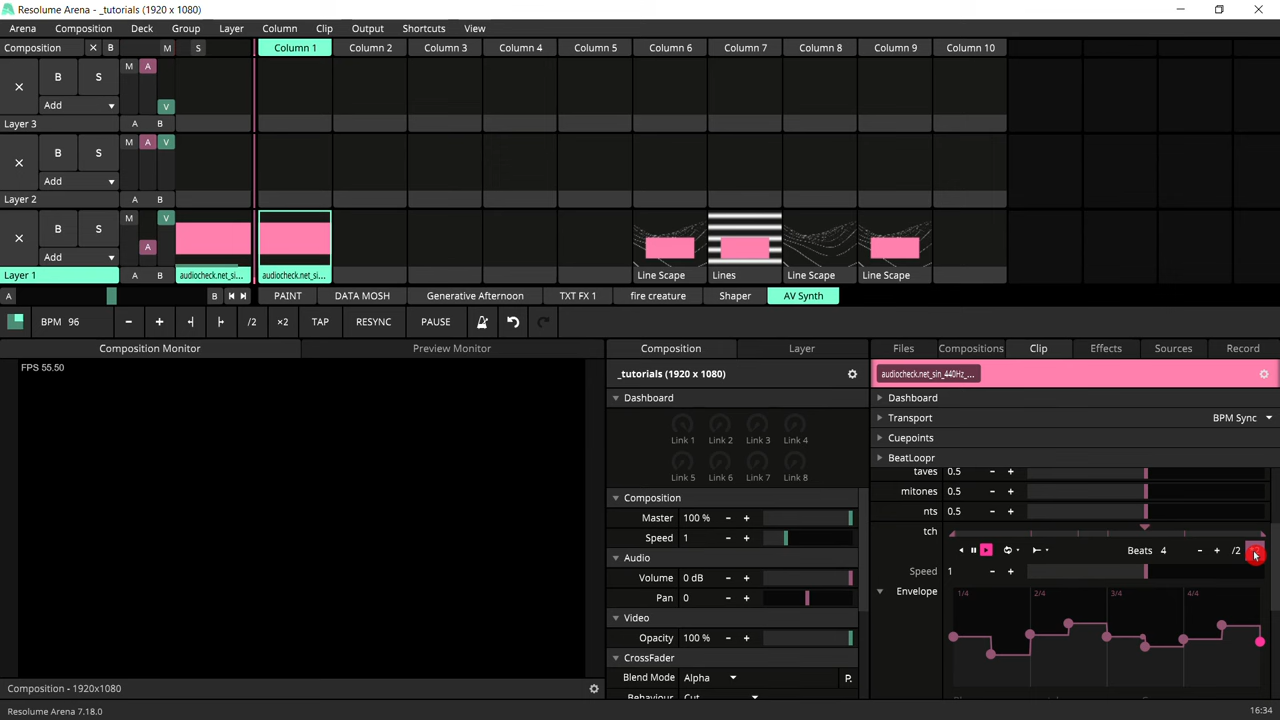 Resolume Arena - _tutorials (1920 x 1080)
Arena Composition Deck Group Layer Column Clip Output Shortcuts View
Composition B M S Column 1 Column 2 Column 3 Column 4 Column 5 Column 6 Column 7 Column 8 Column 9 Column 10
B S M A
Add V
Layer 3 A B
B S M A V
Add
Layer 2 A B
B S M V
Add A
Layer 1 A B audiocheck.net_si... audiocheck.net_si... Line Scape Lines Line Scape Line Scape
A B PAINT DATA MOSH Generative Afternoon TXT FX 1 fire creature Shaper AV Synth
BPM 96 - + /2 ×2 TAP RESYNC PAUSE
Composition Monitor Preview Monitor Composition Layer Files Compositions Clip Effects Sources Record
FPS 55.50
_tutorials (1920 x 1080)
audiocheck.net_sin_440Hz_...
Dashboard
Link 1 Link 2 Link 3 Link 4
Link 5 Link 6 Link 7 Link 8
Composition
Master 100 % - +
Speed 1 - +
Audio
Volume 0 dB - +
Pan 0 - +
Video
Opacity 100 % - +
CrossFader
Blend Mode Alpha P.
Behaviour Cut
Dashboard
Transport BPM Sync
Cuepoints
BeatLoopr
taves 0.5 - +
mitones 0.5 - +
nts 0.5 - +
tch
Beats 4 - + /2
Speed 1 - +
Envelope 1/4 2/4 3/4 4/4
Composition - 1920x1080
Resolume Arena 7.18.0 16:34